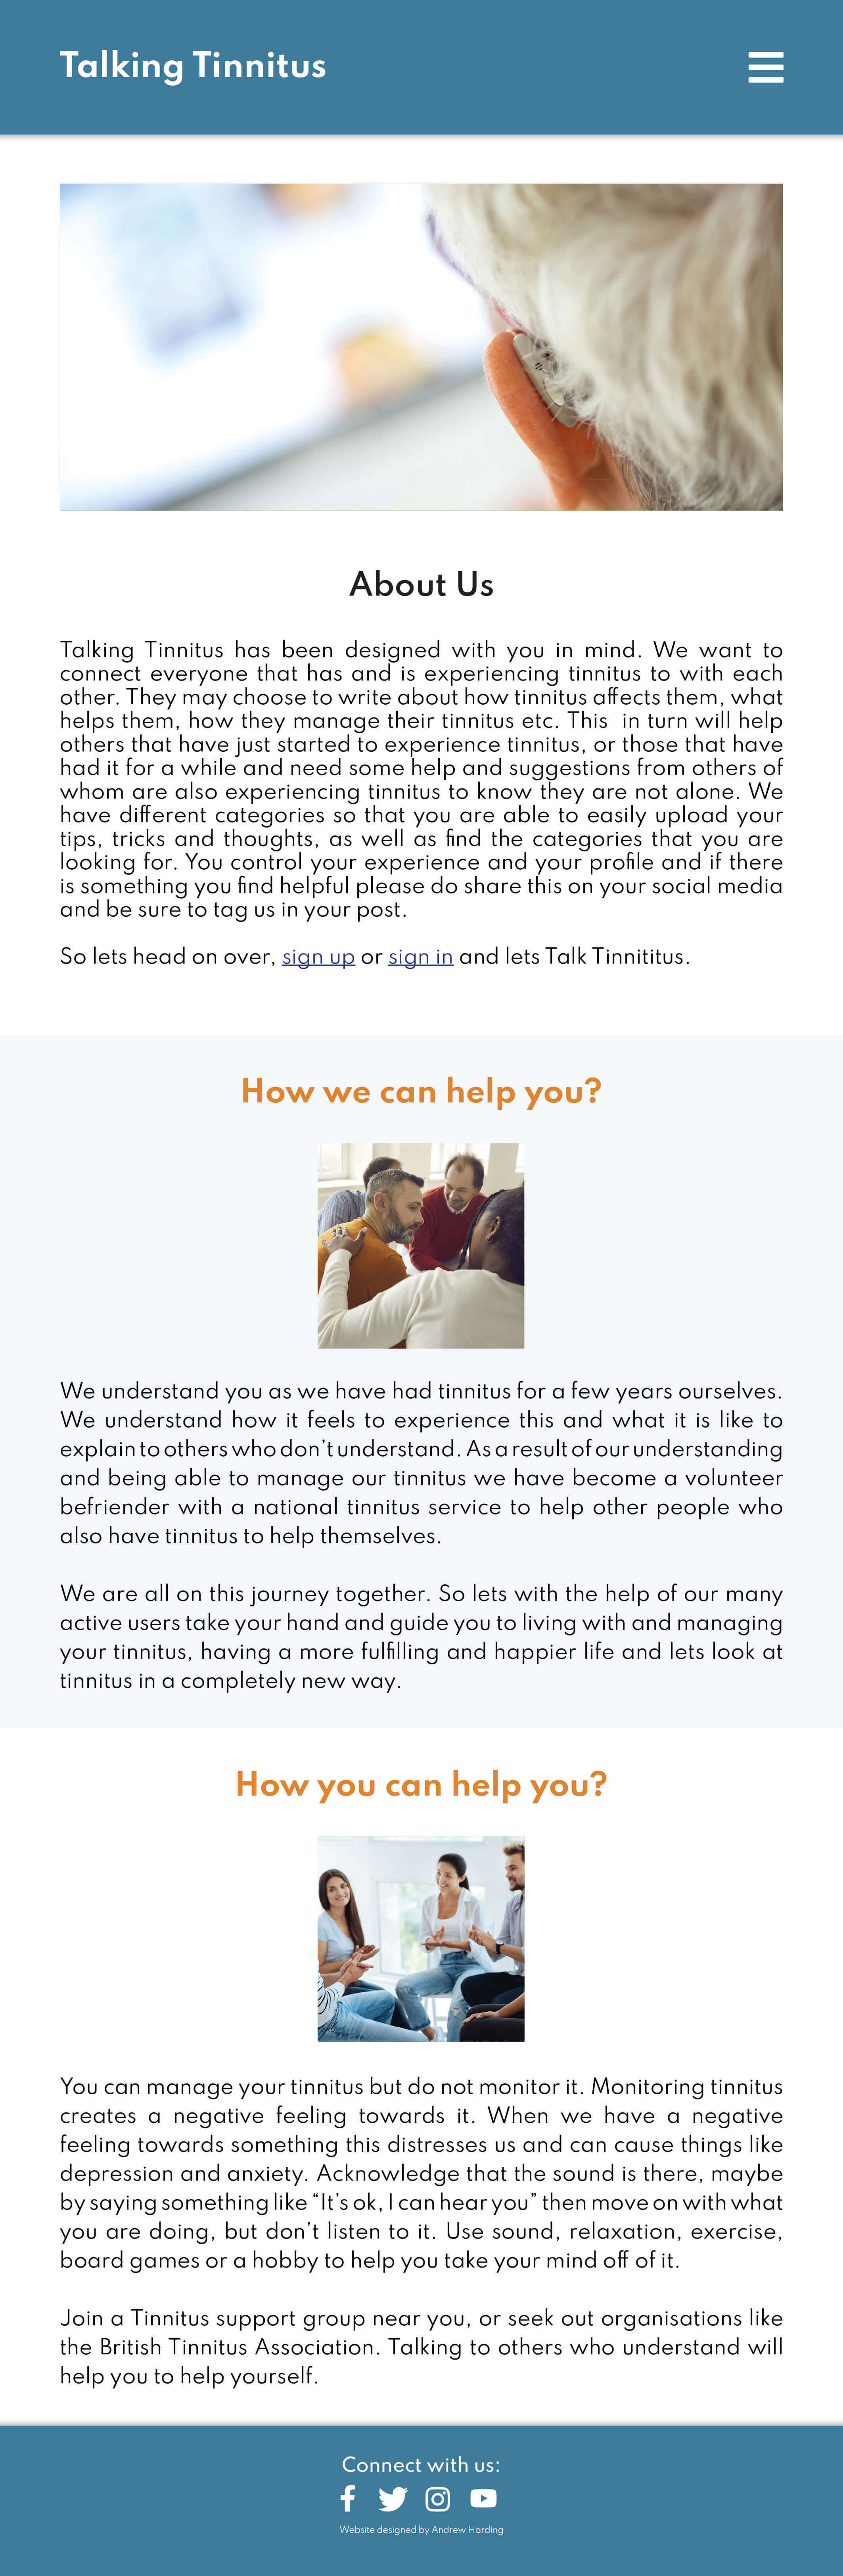 Talking Tinnitus
About Us
Talking Tinnitus has been designed with you in mind. We want to
connect everyone that has and is experiencing tinnitus to with each
other. They may choose to write about how tinnitus affects them, what
helps them, how they manage their tinnitus etc. This  in turn will help
others that have just started to experience tinnitus, or those that have
had it for a while and need some help and suggestions from others of
whom are also experiencing tinnitus to know they are not alone. We
have different categories so that you are able to easily upload your
tips, tricks and thoughts, as well as find the categories that you are
looking for. You control your experience and your profile and if there
is something you find helpful please do share this on your social media
and be sure to tag us in your post.
So lets head on over, sign up or sign in and lets Talk Tinnititus.
How we can help you?
We understand you as we have had tinnitus for a few years ourselves.
We understand how it feels to experience this and what it is like to
explain to others who don’t understand. As a result of our understanding
and being able to manage our tinnitus we have become a volunteer
befriender with a national tinnitus service to help other people who
also have tinnitus to help themselves.
We are all on this journey together. So lets with the help of our many
active users take your hand and guide you to living with and managing
your tinnitus, having a more fulfilling and happier life and lets look at
tinnitus in a completely new way.
How you can help you?
You can manage your tinnitus but do not monitor it. Monitoring tinnitus
creates a negative feeling towards it. When we have a negative
feeling towards something this distresses us and can cause things like
depression and anxiety. Acknowledge that the sound is there, maybe
by saying something like “It’s ok, I can hear you” then move on with what
you are doing, but don’t listen to it. Use sound, relaxation, exercise,
board games or a hobby to help you take your mind off of it.
Join a Tinnitus support group near you, or seek out organisations like
the British Tinnitus Association. Talking to others who understand will
help you to help yourself.
Connect with us:
Website designed by Andrew Harding